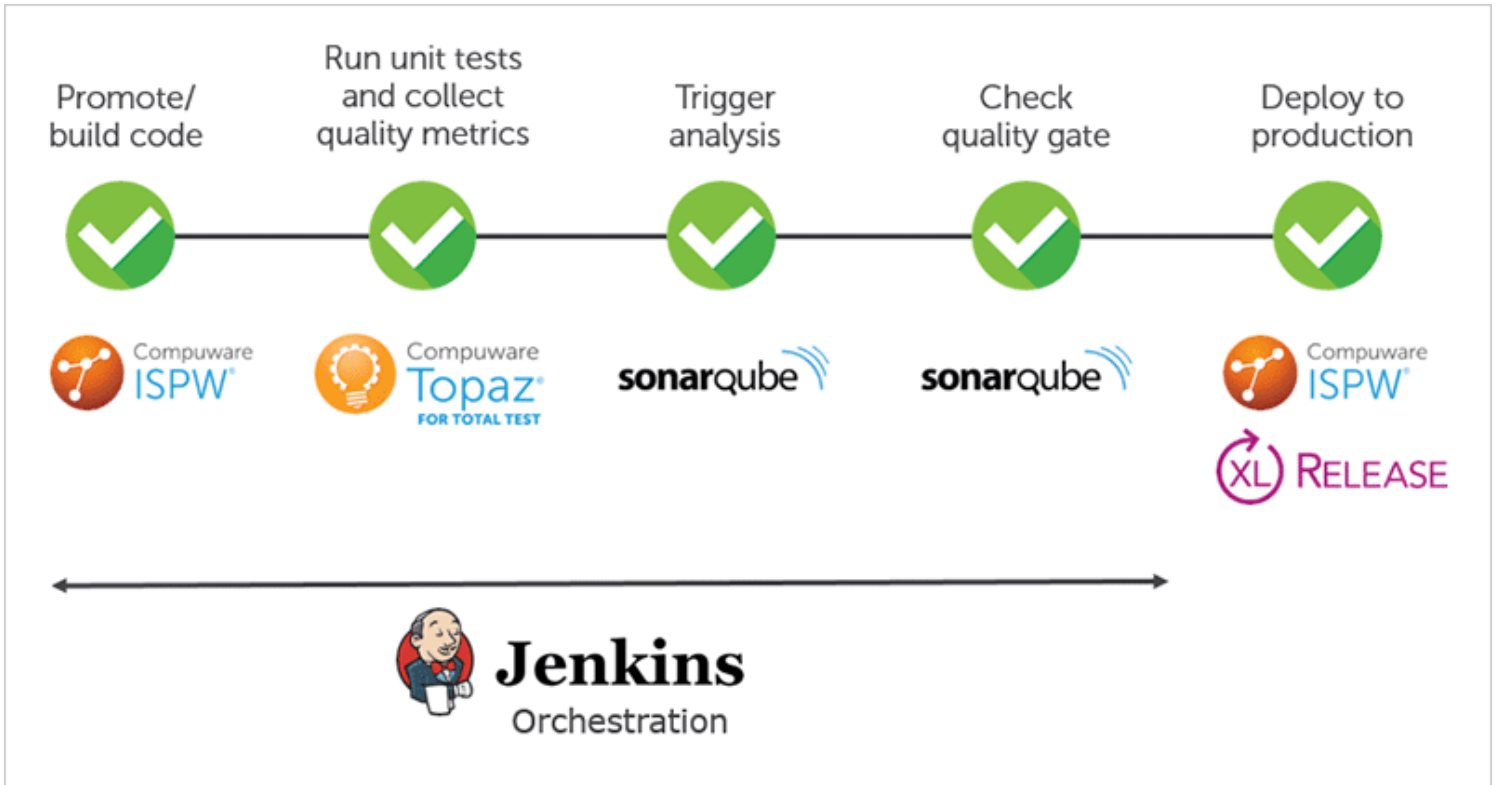 Promote/
build code
Run unit tests
and collect
quality metrics
Trigger
analysis
Check
quality gate
Deploy to
production
Compuware
ISPW®
Compuware
Topaz®
FOR TOTAL TEST
sonarqube
sonarqube
Compuware
ISPW®
XL RELEASE
Jenkins
Orchestration